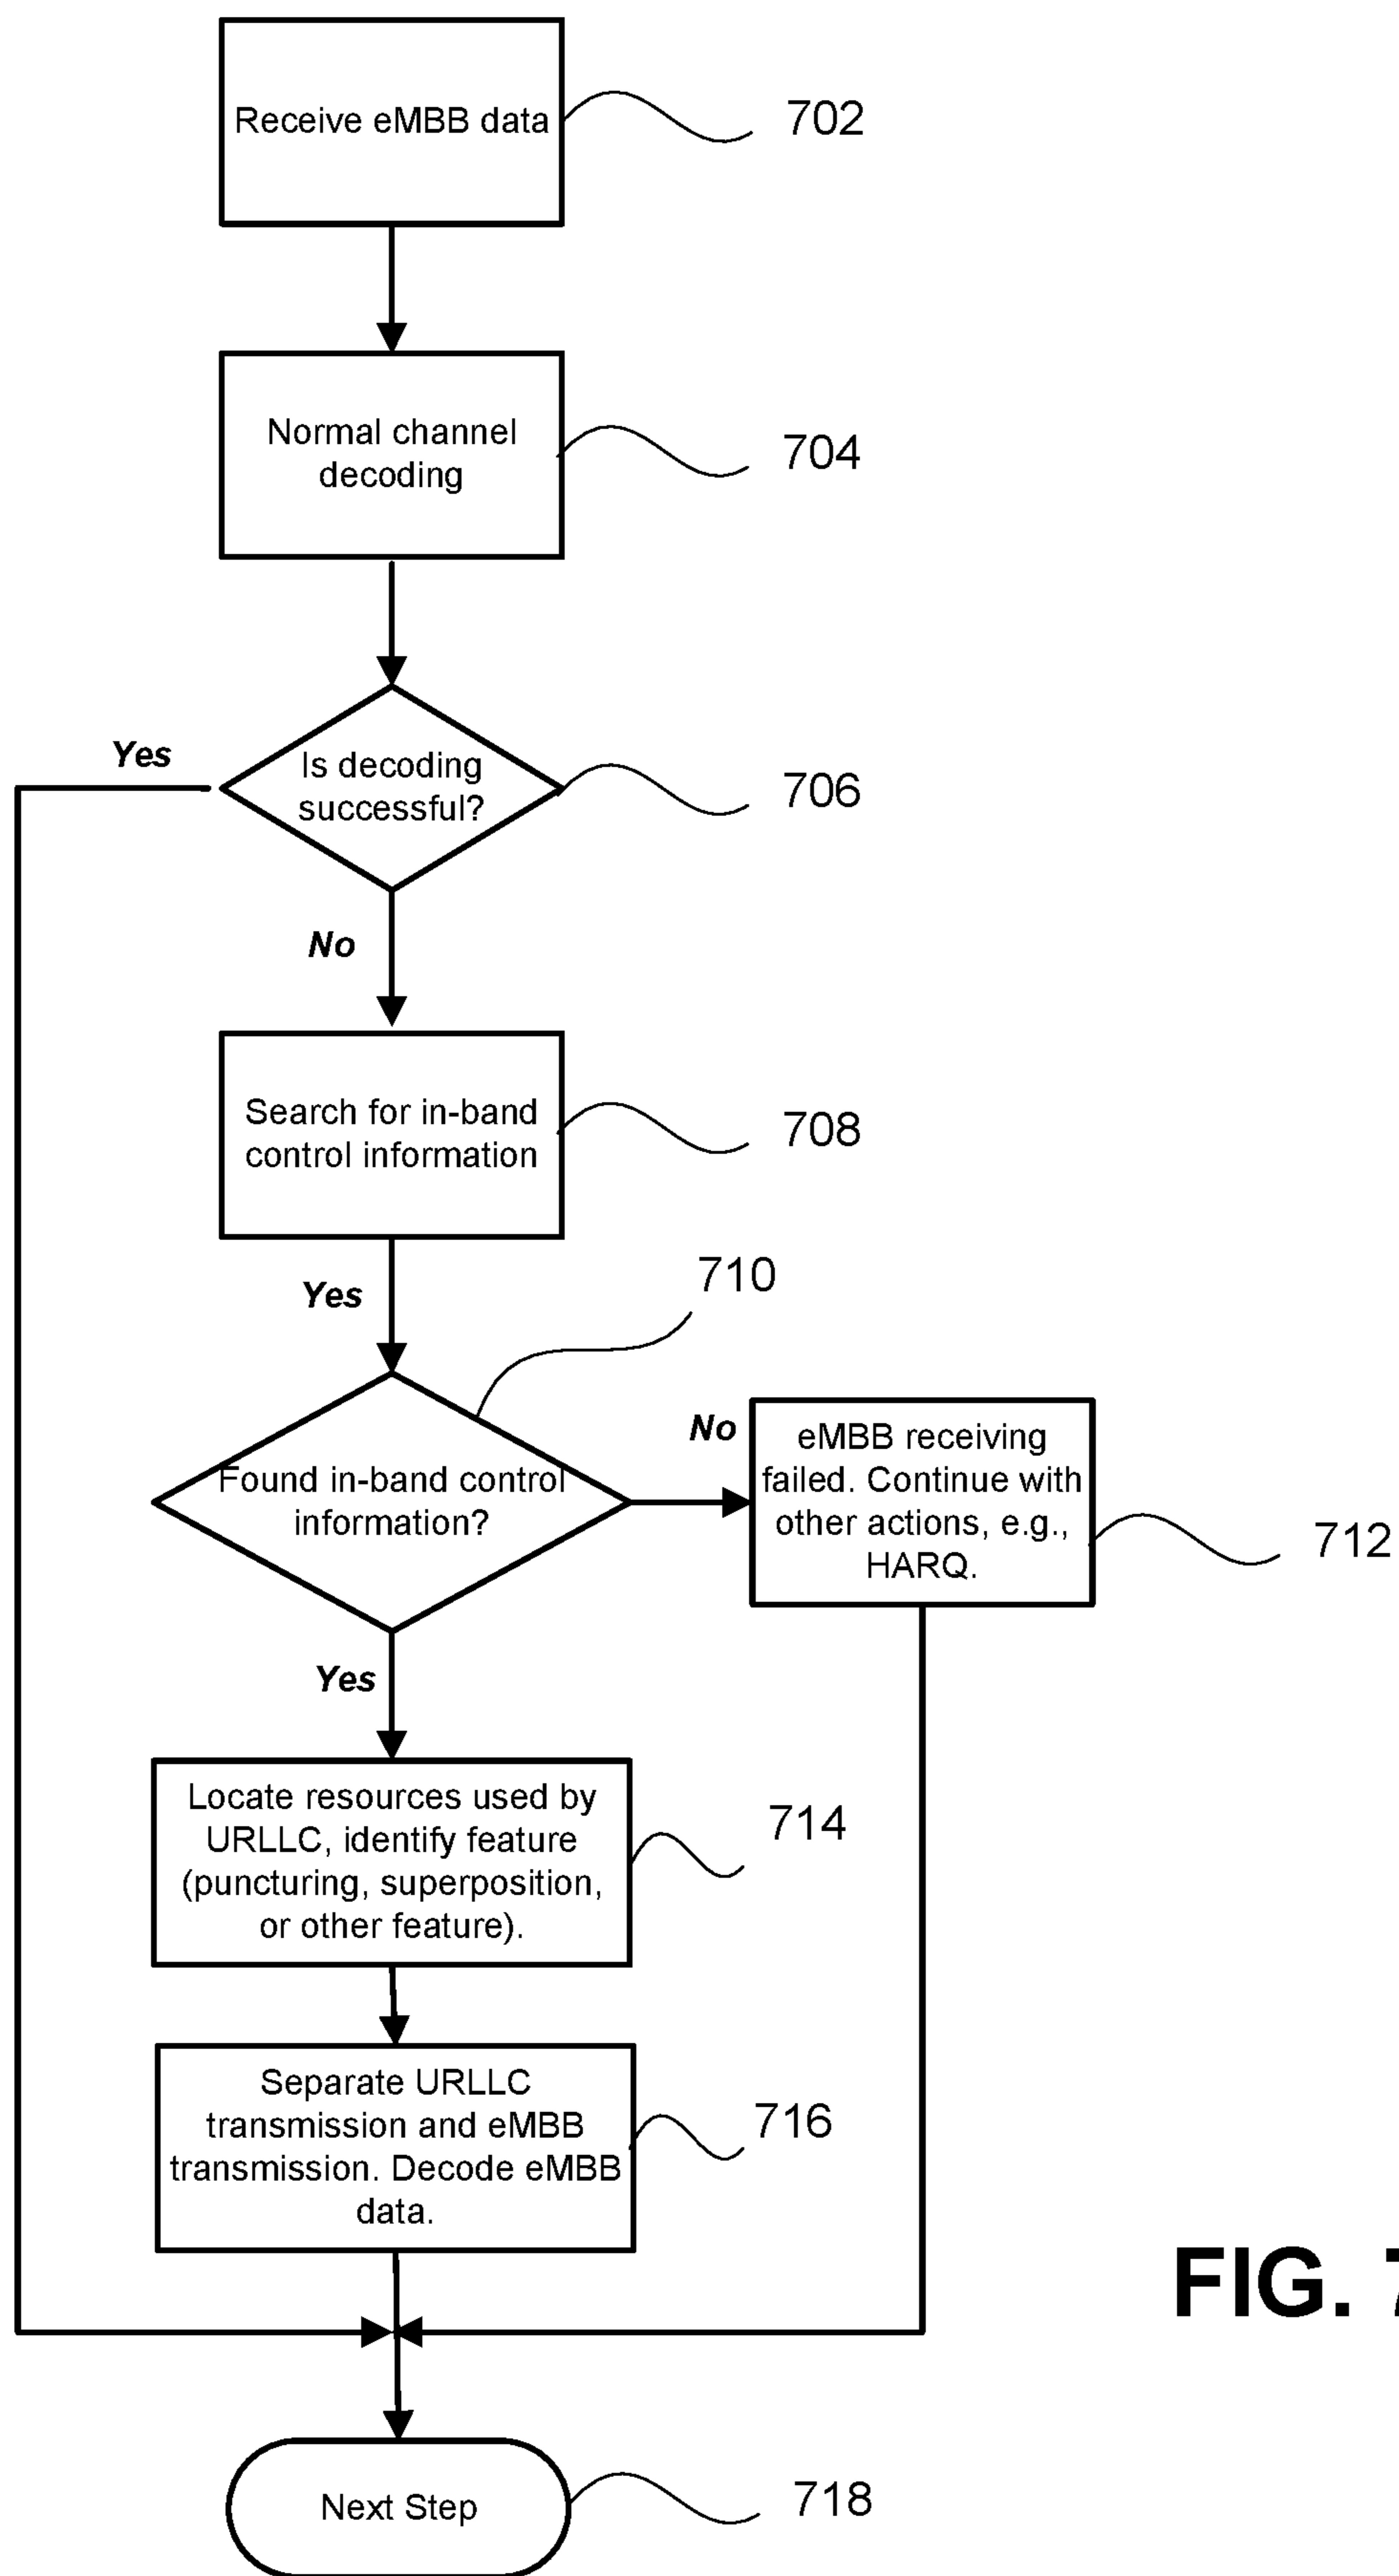 Receive eMBB data
702
Normal channel
decoding
704
Yes
Is decoding
successful?
706
No
Search for in-band
control information
708
Yes
710
Found in-band control
information?
No
eMBB receiving
failed. Continue with
other actions, e.g.,
HARQ.
712
Yes
Locate resources used by
URLLC, identify feature
(puncturing, superposition,
or other feature).
714
Separate URLLC
transmission and eMBB
transmission. Decode eMBB
data.
716
FIG. 7
Next Step
718